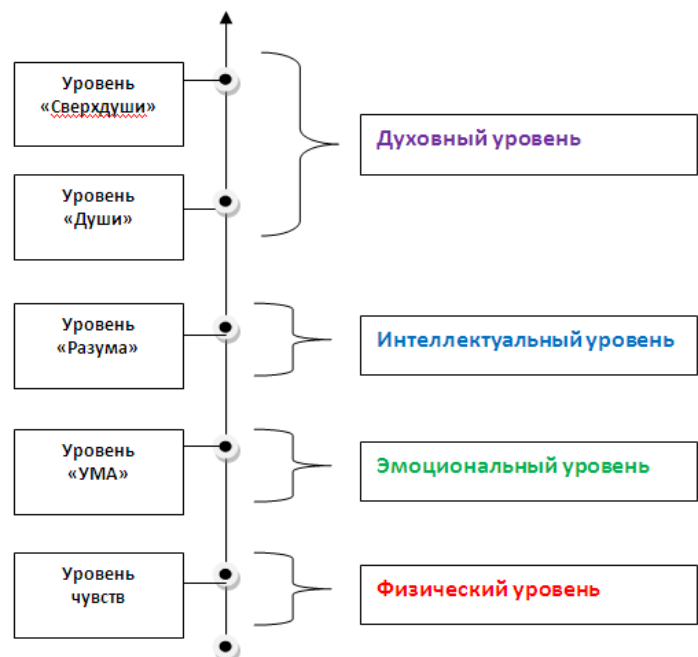 Уровень
«Сверхдуши»
Духовный уровень
Уровень
«Души»
Уровень
«Разума»
Интеллектуальный уровень
Уровень
«УМА»
Эмоциональный уровень
Уровень
чувств
Физический уровень